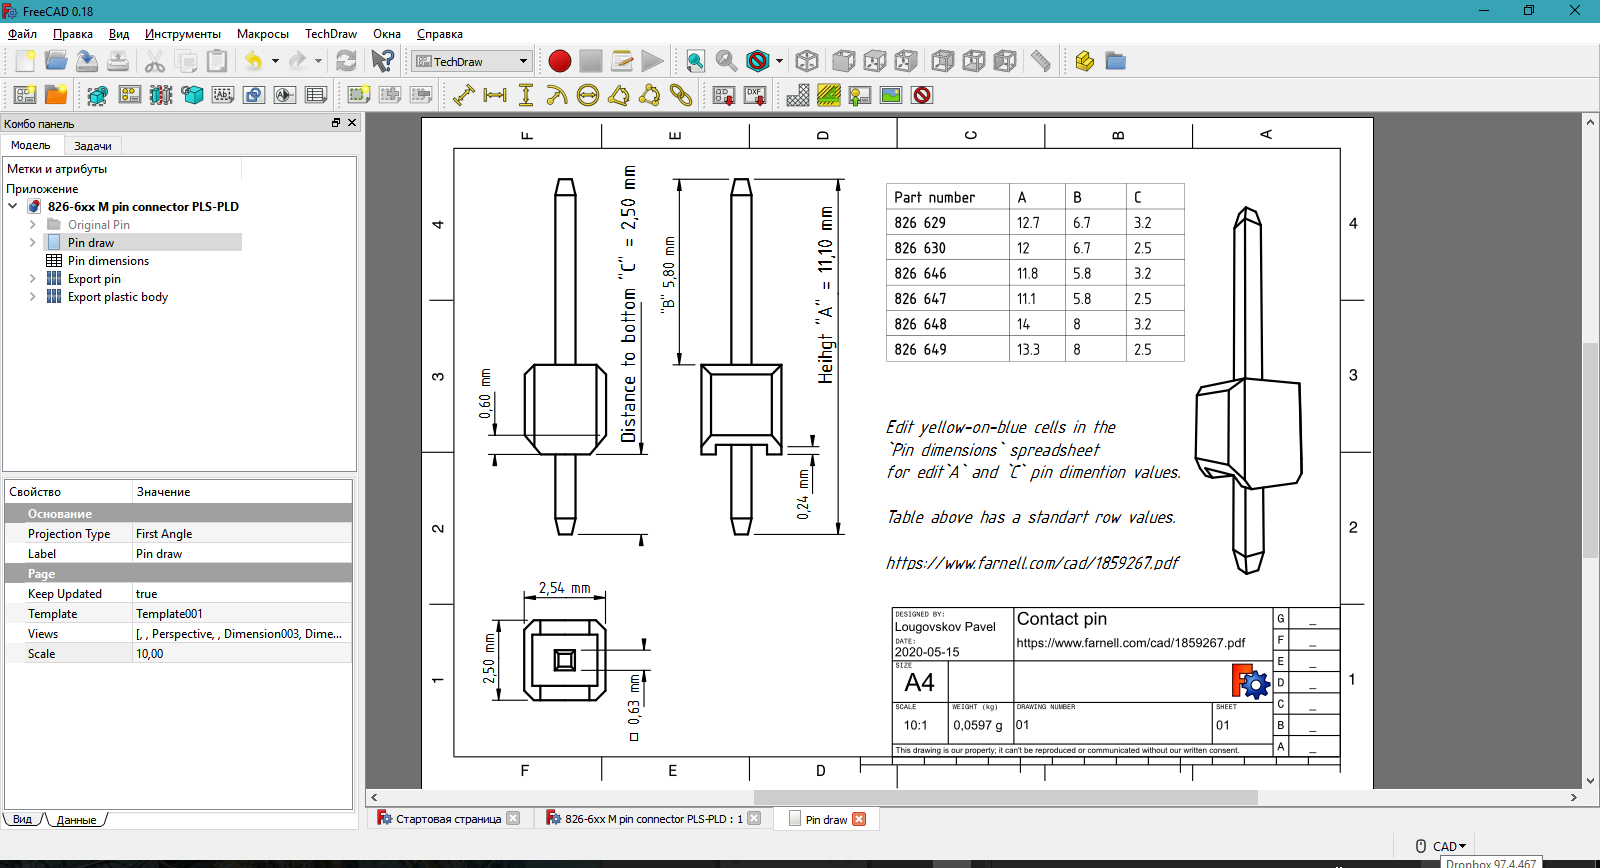 FreeCAD 0.18
Файл Правка Вид Инструменты Макросы TechDraw Окна Справка
TechDraw
Комбо панель
Модель Задачи
Метки и атрибуты
Приложение
826-6xx M pin connector PLS-PLD
Original Pin
Pin draw
Pin dimensions
Export pin
Export plastic body
Свойство Значение
Основание
Projection Type First Angle
Label Pin draw
Page
Keep Updated true
Template Template001
Views [, , Perspective, , Dimension003, Dime...
Scale 10,00
Вид Данные
F E D C B A
4 3 2 1
0,60 mm
Distance to bottom "C" = 2,50 mm
"B" 5,80 mm
Heihgt "A" = 11,10 mm
0,24 mm
2,54 mm
2,50 mm
□ 0,63 mm
Part number A B C
826 629 12.7 6.7 3.2
826 630 12 6.7 2.5
826 646 11.8 5.8 3.2
826 647 11.1 5.8 2.5
826 648 14 8 3.2
826 649 13.3 8 2.5
Edit yellow-on-blue cells in the
`Pin dimensions` spreadsheet
for edit`A` and `C` pin dimention values.
Table above has a standart row values.
https://www.farnell.com/cad/1859267.pdf
4 3 2 1
DESIGNED BY:
Lougovskov Pavel
DATE:
2020-05-15
Contact pin
https://www.farnell.com/cad/1859267.pdf
SIZE
A4
SCALE
10:1
WEIGHT (kg)
0,0597 g
DRAWING NUMBER
01
SHEET
01
This drawing is our property; it can't be reproduced or communicated without our written consent.
G _
F _
E _
D _
C _
B _
A _
F E D C B A
Стартовая страница 826-6xx M pin connector PLS-PLD : 1 Pin draw
CAD
Dropbox 97.4.467